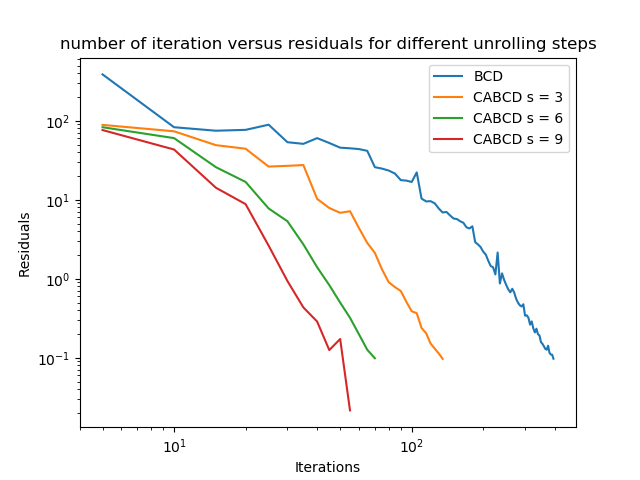 number of iteration versus residuals for different unrolling steps
BCD
CABCD s = 3
CABCD s = 6
CABCD s = 9
Residuals
10²
10¹
10⁰
10⁻¹
10¹ 10²
Iterations